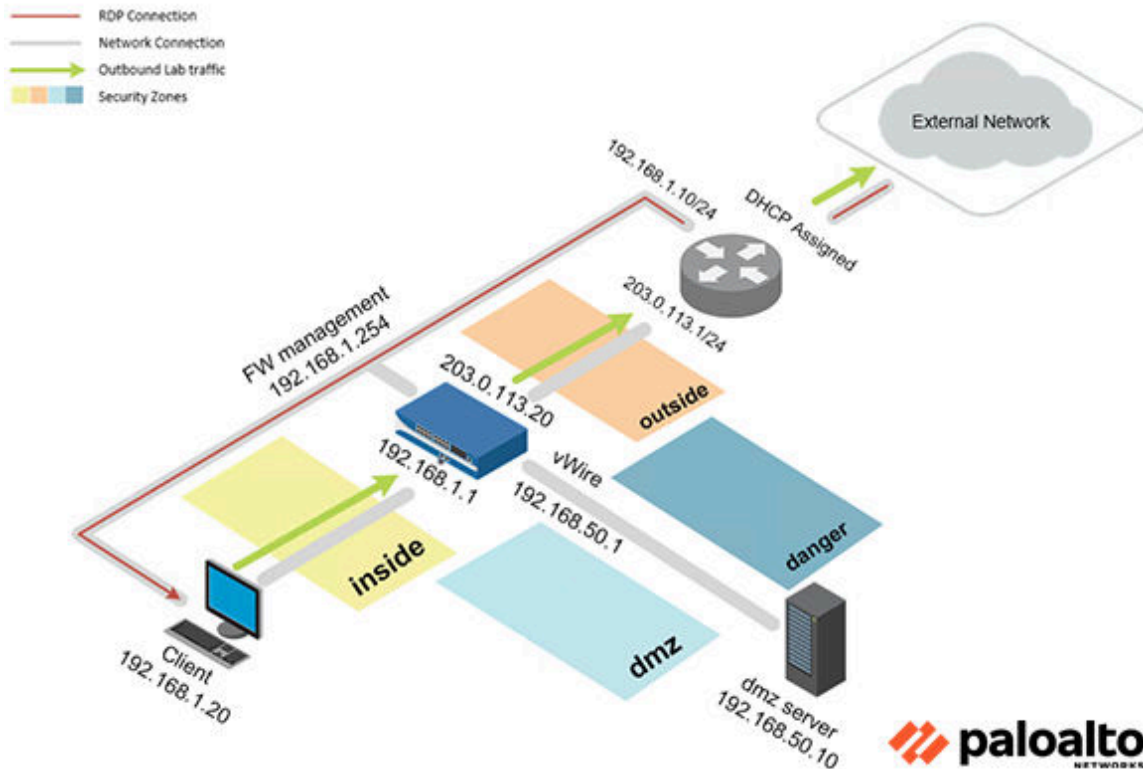 RDP Connection
Network Connection
Outbound Lab traffic
Security Zones
External Network
192.168.1.10/24
DHCP Assigned
203.0.113.1/24
FW management
192.168.1.254
203.0.113.20
outside
192.168.1.1
vWire
192.168.50.1
danger
inside
dmz
Client
192.168.1.20
dmz server
192.168.50.10
paloalto
NETWORKS